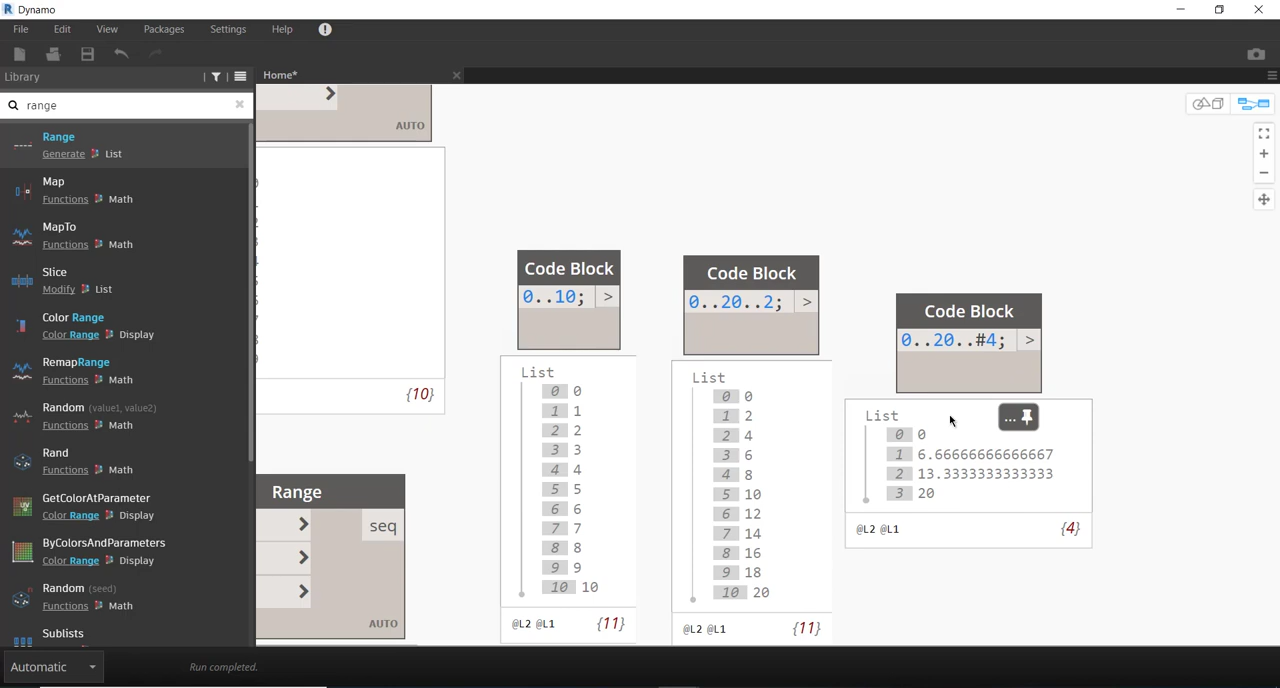 Dynamo
File Edit View Packages Settings Help
Library
Home*
range
Range
Generate List
Map
Functions Math
MapTo
Functions Math
Slice
Modify List
Color Range
Color Range Display
RemapRange
Functions Math
Random (value1, value2)
Functions Math
Rand
Functions Math
GetColorAtParameter
Color Range Display
ByColorsAndParameters
Color Range Display
Random (seed)
Functions Math
Sublists
>
AUTO
{10}
Range
> seq
>
>
AUTO
Code Block
0..10; >
List
0 0
1 1
2 2
3 3
4 4
5 5
6 6
7 7
8 8
9 9
10 10
@L2 @L1 {11}
Code Block
0..20..2; >
List
0 0
1 2
2 4
3 6
4 8
5 10
6 12
7 14
8 16
9 18
10 20
@L2 @L1 {11}
Code Block
0..20..#4; >
List ...
0 0
1 6.66666666666667
2 13.3333333333333
3 20
@L2 @L1 {4}
Automatic Run completed.